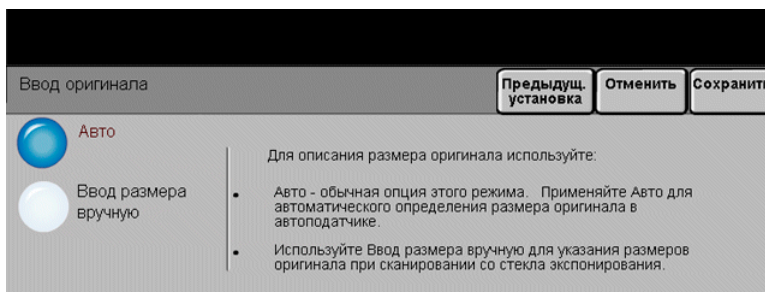 Ввод оригинала
Предыдущ.
установка
Отменить
Сохранить
Авто
Ввод размера
вручную
Для описания размера оригинала используйте:
• Авто - обычная опция этого режима. Применяйте Авто для
автоматического определения размера оригинала в
автоподатчике.
• Используйте Ввод размера вручную для указания размеров
оригинала при сканировании со стекла экспонирования.